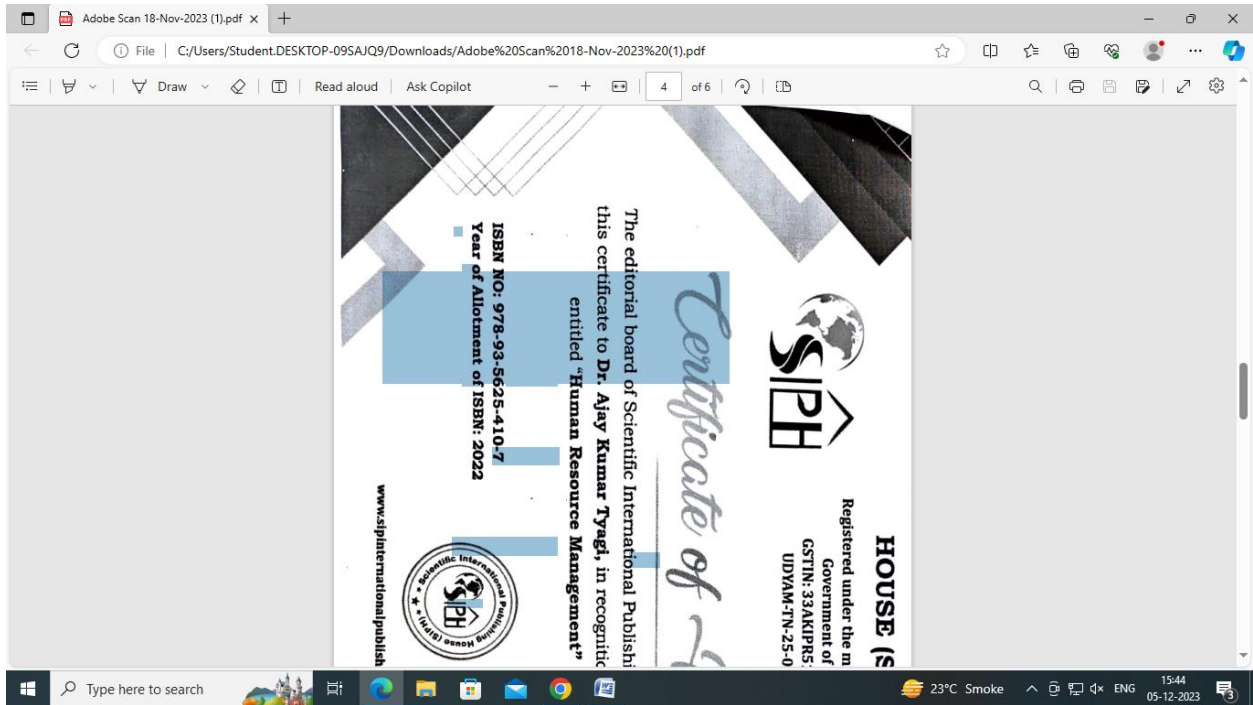 Adobe Scan 18-Nov-2023 (1).pdf
File C:/Users/Student.DESKTOP-09SAJQ9/Downloads/Adobe%20Scan%2018-Nov-2023%20(1).pdf
Draw Read aloud Ask Copilot 4 of 6
HOUSE (S
Registered under the m
Government of
GSTIN: 33AKIPR5
UDYAM-TN-25-0
SIPH
Certificate of
The editorial board of Scientific International Publishi
this certificate to Dr. Ajay Kumar Tyagi, in recognitio
entitled "Human Resource Management"
ISBN NO: 978-93-5625-410-7
Year of Allotment of ISBN: 2022
Scientific International Publishing House (SIPH)
SIPH
www.sipinternationalpublish
Type here to search
23°C Smoke
ENG
15:44
05-12-2023
3